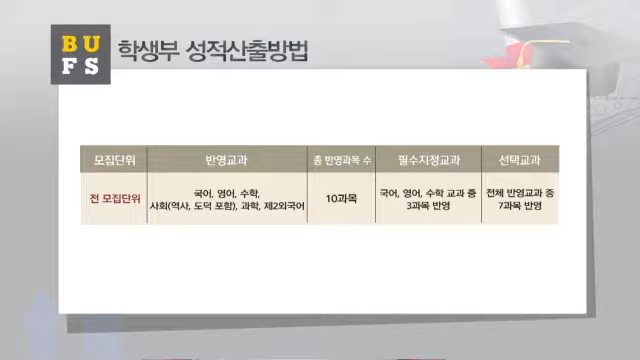 BU
FS
학생부 성적산출방법
모집단위
반영교과
총 반영과목 수
필수지정교과
선택교과
전 모집단위
국어, 영어, 수학,
사회(역사, 도덕 포함), 과학, 제2외국어
10과목
국어, 영어, 수학 교과 중
3과목 반영
전체 반영교과 중
7과목 반영